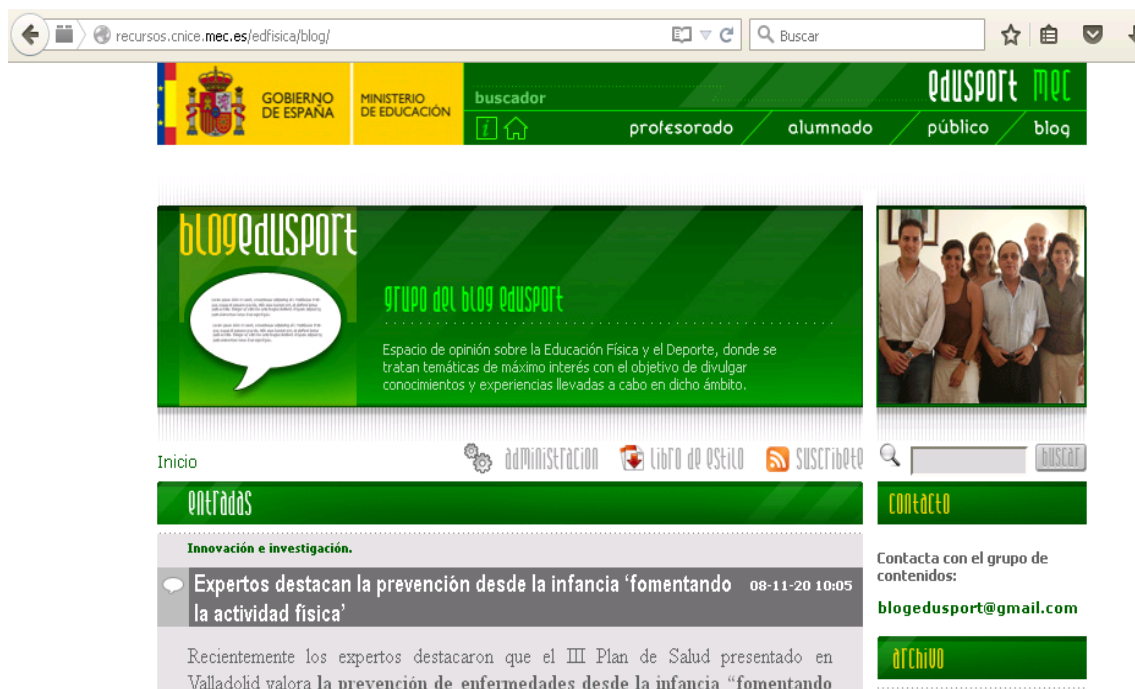 recursos.cnice.mec.es/edfisica/blog/
Buscar
GOBIERNO
DE ESPAÑA
MINISTERIO
DE EDUCACIÓN
buscador
edusport mec
profesorado
alumnado
público
blog
blogedusport
grupo del blog edusport
Espacio de opinión sobre la Educación Física y el Deporte, donde se
tratan temáticas de máximo interés con el objetivo de divulgar
conocimientos y experiencias llevadas a cabo en dicho ámbito.
Inicio
administracion
libro de estilo
suscribete
buscar
entradas
contacto
Innovación e investigación.
Expertos destacan la prevención desde la infancia ‘fomentando
la actividad física’
08-11-20 10:05
Contacta con el grupo de
contenidos:
blogedusport@gmail.com
archivo
Recientemente los expertos destacaron que el III Plan de Salud presentado en
Valladolid valora la prevención de enfermedades desde la infancia “fomentando